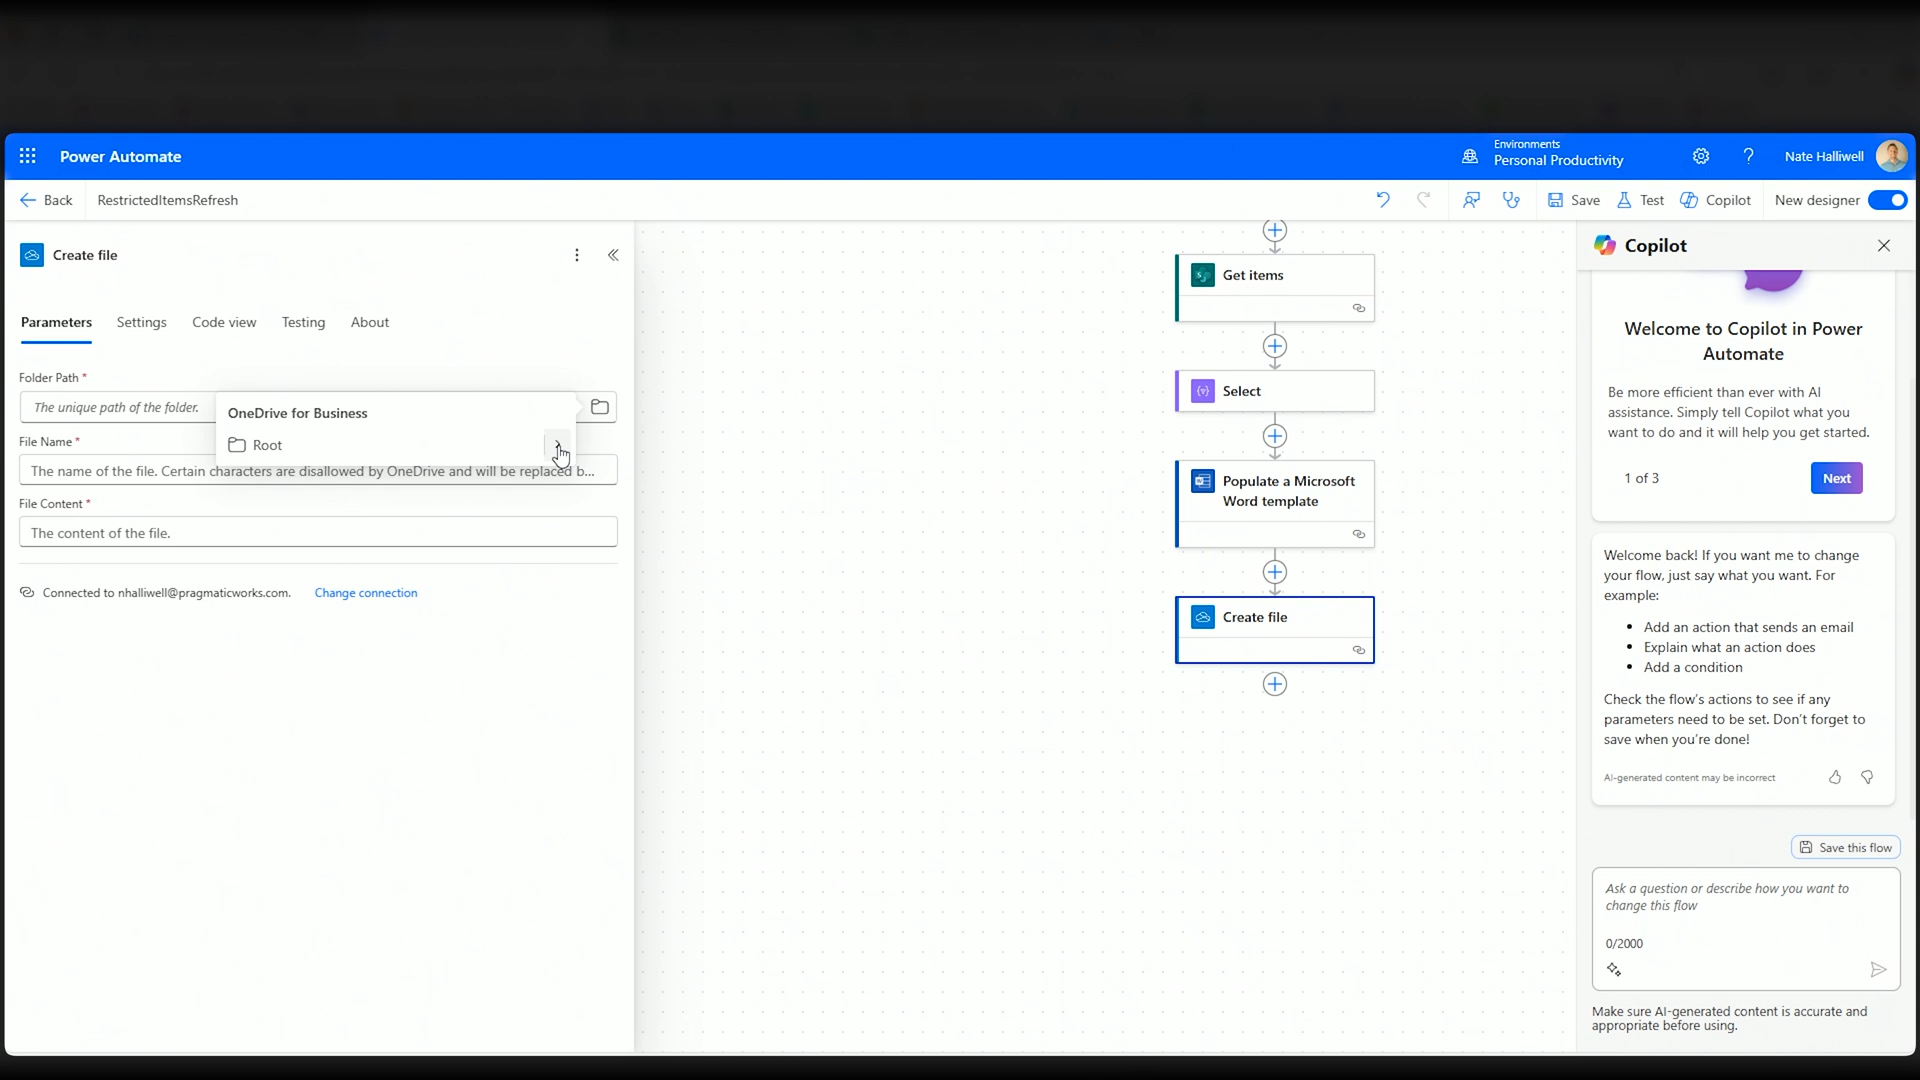 Power Automate
Environments
Personal Productivity
?
Nate Halliwell
Back
RestrictedItemsRefresh
Save
Test
Copilot
New designer
Create file
Parameters
Settings
Code view
Testing
About
Folder Path *
The unique path of the folder.
OneDrive for Business
Root
File Name *
The name of the file. Certain characters are disallowed by OneDrive and will be replaced b...
File Content *
The content of the file.
Connected to nhalliwell@pragmaticworks.com.
Change connection
Get items
Select
Populate a Microsoft
Word template
Create file
Copilot
Welcome to Copilot in Power
Automate
Be more efficient than ever with AI
assistance. Simply tell Copilot what you
want to do and it will help you get started.
1 of 3
Next
Welcome back! If you want me to change
your flow, just say what you want. For
example:
• Add an action that sends an email
• Explain what an action does
• Add a condition
Check the flow's actions to see if any
parameters need to be set. Don't forget to
save when you're done!
AI-generated content may be incorrect
Save this flow
Ask a question or describe how you want to
change this flow
0/2000
Make sure AI-generated content is accurate and
appropriate before using.